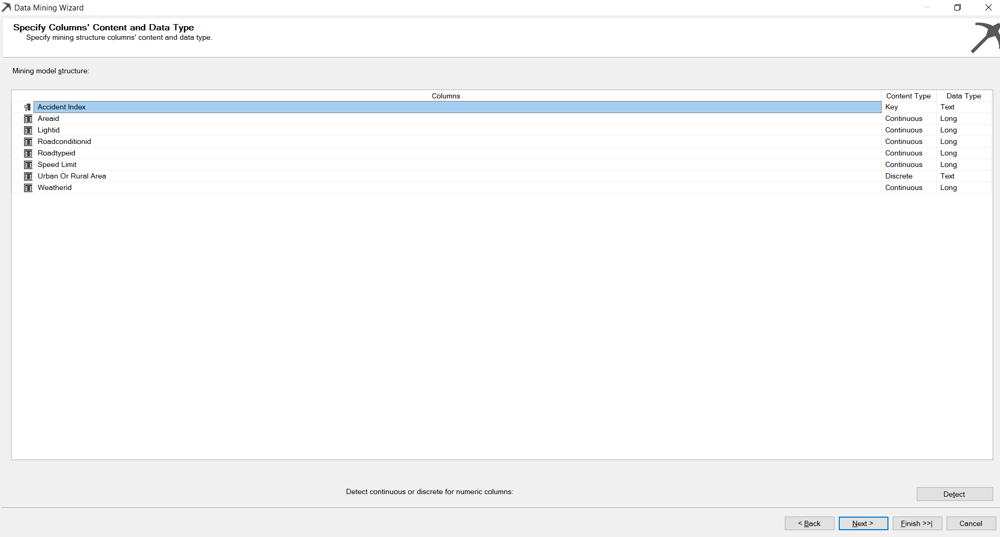 Data Mining Wizard
Specify Columns' Content and Data Type
Specify mining structure columns' content and data type.
Mining model structure:
Columns Content Type Data Type
Accident Index Key Text
Areaid Continuous Long
Lightid Continuous Long
Roadconditionid Continuous Long
Roadtypeid Continuous Long
Speed Limit Continuous Long
Urban Or Rural Area Discrete Text
Weatherid Continuous Long
Detect continuous or discrete for numeric columns:
Detect
< Back Next > Finish >>| Cancel